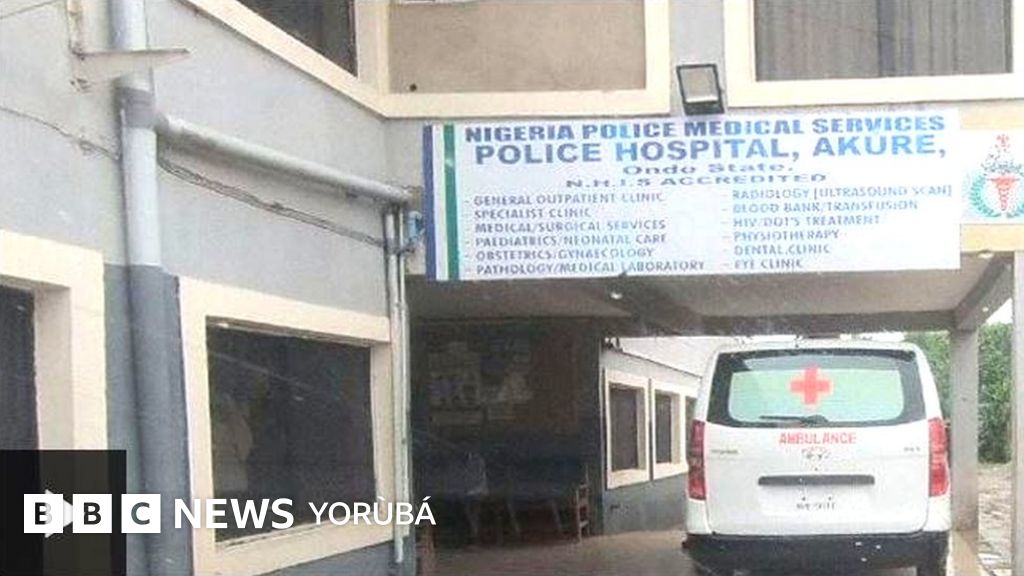 NIGERIA POLICE MEDICAL SERVICES
POLICE HOSPITAL, AKURE,
Ondo State.
N.H.I.S ACCREDITED
- GENERAL OUTPATIENT CLINIC
- SPECIALIST CLINIC
- MEDICAL/SURGICAL SERVICES
- PAEDIATRICS/NEONATAL CARE
- OBSTETRICS/GYNAECOLOGY
- PATHOLOGY/MEDICAL LABORATORY
- RADIOLOGY [ULTRASOUND SCAN]
- BLOOD BANK/TRANSFUSION
- HIV/DOT'S TREATMENT
- PHYSIOTHERAPY
- DENTAL CLINIC
- EYE CLINIC
AMBULANCE
BBC NEWS YORÙBÁ